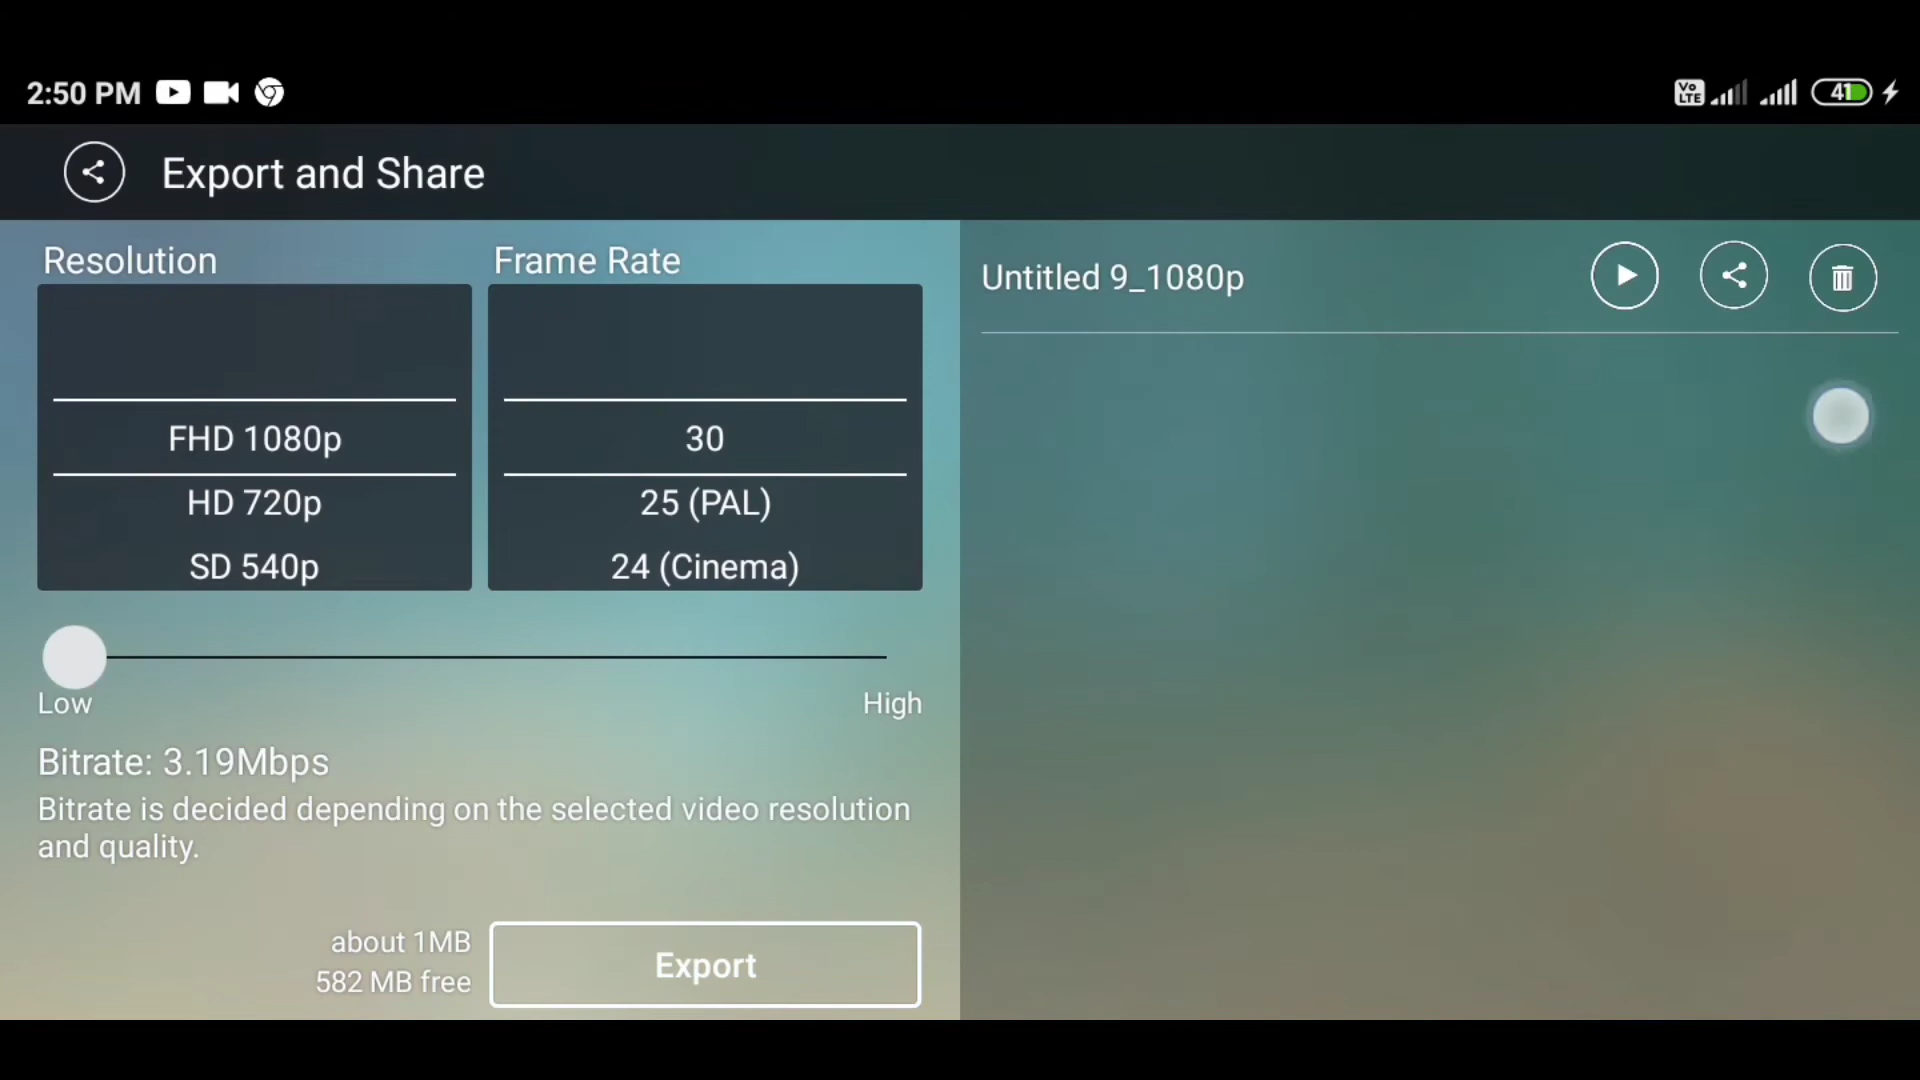 2:50 PM
Vo LTE
41
Export and Share
Resolution
Frame Rate
FHD 1080p
HD 720p
SD 540p
30
25 (PAL)
24 (Cinema)
Low
High
Bitrate: 3.19Mbps
Bitrate is decided depending on the selected video resolution
and quality.
about 1MB
582 MB free
Export
Untitled 9_1080p